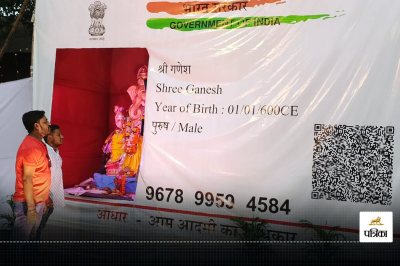 भारत सरकार
GOVERNMENT OF INDIA
श्री गणेश
Shree Ganesh
Year of Birth : 01/01/600CE
पुरुष / Male
9678 9959 4584
आधार - आम आदमी का अधिकार
पत्रिका